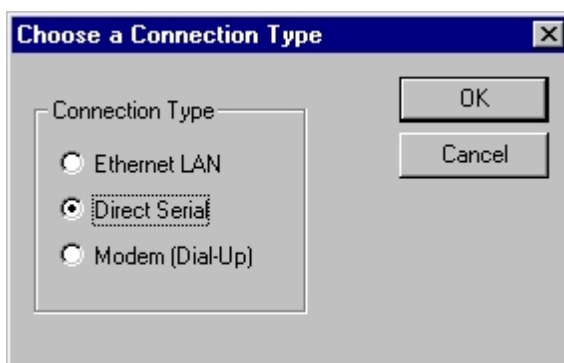 Choose a Connection Type
Connection Type
Ethernet LAN
Direct Serial
Modem (Dial-Up)
OK
Cancel